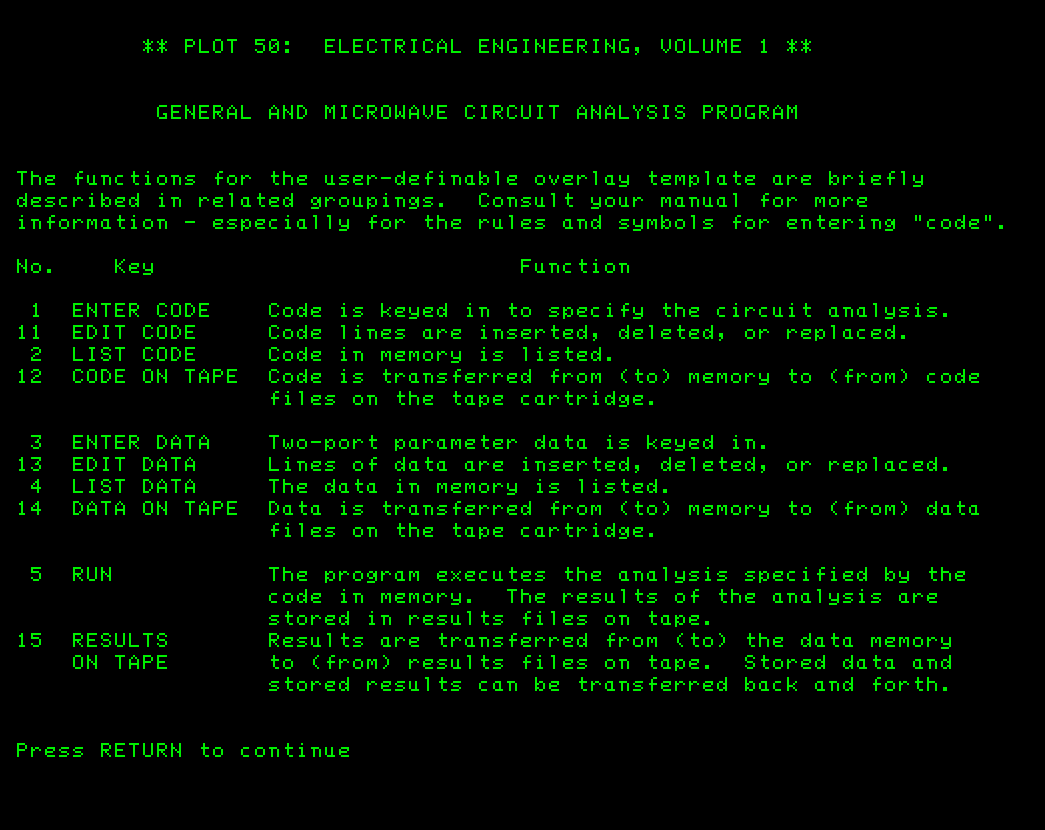 ** PLOT 50:  ELECTRICAL ENGINEERING, VOLUME 1 **
GENERAL AND MICROWAVE CIRCUIT ANALYSIS PROGRAM
The functions for the user-definable overlay template are briefly
described in related groupings.  Consult your manual for more
information - especially for the rules and symbols for entering "code".
No.    Key                          Function
 1  ENTER CODE    Code is keyed in to specify the circuit analysis.
11  EDIT CODE     Code lines are inserted, deleted, or replaced.
 2  LIST CODE     Code in memory is listed.
12  CODE ON TAPE  Code is transferred from (to) memory to (from) code
                  files on the tape cartridge.
 3  ENTER DATA    Two-port parameter data is keyed in.
13  EDIT DATA     Lines of data are inserted, deleted, or replaced.
 4  LIST DATA     The data in memory is listed.
14  DATA ON TAPE  Data is transferred from (to) memory to (from) data
                  files on the tape cartridge.
 5  RUN           The program executes the analysis specified by the
                  code in memory.  The results of the analysis are
                  stored in results files on tape.
15  RESULTS       Results are transferred from (to) the data memory
    ON TAPE       to (from) results files on tape.  Stored data and
                  stored results can be transferred back and forth.
Press RETURN to continue